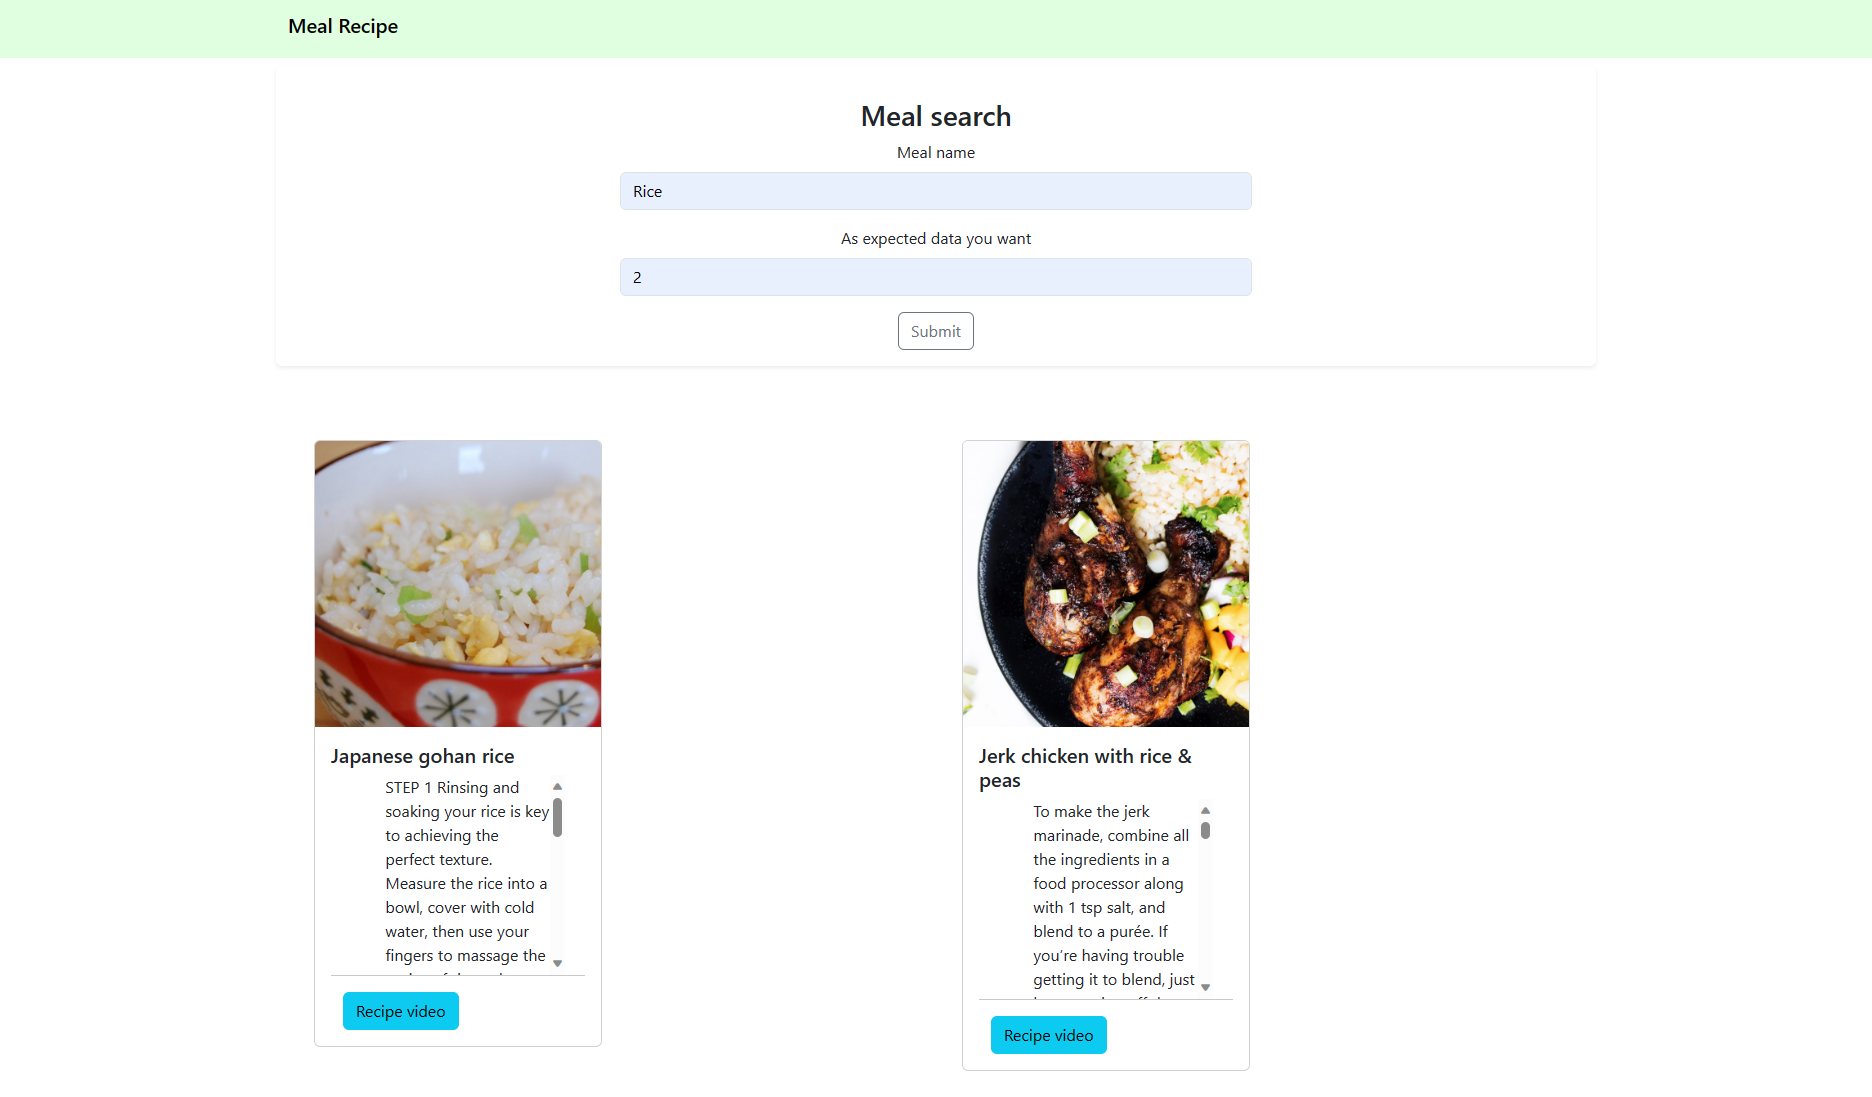 Meal Recipe
Meal search
Meal name
Rice
As expected data you want
2
Submit
Japanese gohan rice
STEP 1 Rinsing and
soaking your rice is key
to achieving the
perfect texture.
Measure the rice into a
bowl, cover with cold
water, then use your
fingers to massage the
Recipe video
Jerk chicken with rice &
peas
To make the jerk
marinade, combine all
the ingredients in a
food processor along
with 1 tsp salt, and
blend to a purée. If
you’re having trouble
getting it to blend, just
Recipe video